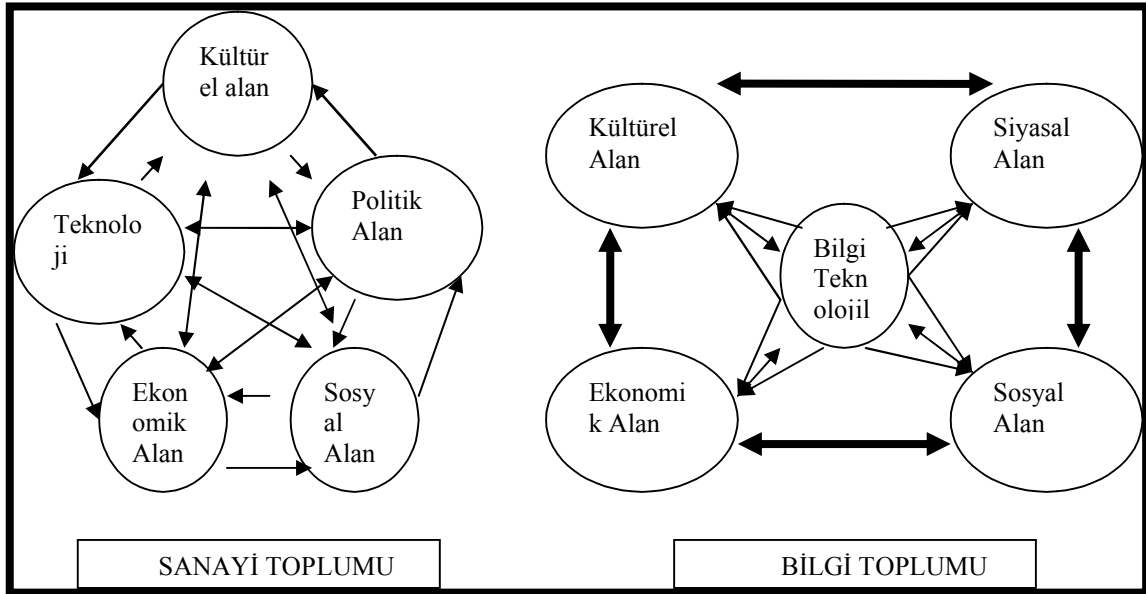 Kültür
el alan
Teknolo
ji
Politik
Alan
Ekon
omik
Alan
Sosy
al
Alan
SANAYİ TOPLUMU
Kültürel
Alan
Siyasal
Alan
Bilgi
Tekn
olojil
Ekonomi
k Alan
Sosyal
Alan
BİLGİ TOPLUMU